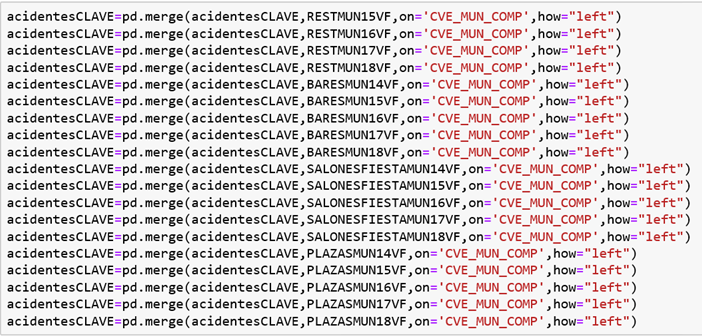 acidentesCLAVE=pd.merge(acidentesCLAVE,RESTMUN15VF,on='CVE_MUN_COMP',how="left")
acidentesCLAVE=pd.merge(acidentesCLAVE,RESTMUN16VF,on='CVE_MUN_COMP',how="left")
acidentesCLAVE=pd.merge(acidentesCLAVE,RESTMUN17VF,on='CVE_MUN_COMP',how="left")
acidentesCLAVE=pd.merge(acidentesCLAVE,RESTMUN18VF,on='CVE_MUN_COMP',how="left")
acidentesCLAVE=pd.merge(acidentesCLAVE,BARESMUN14VF,on='CVE_MUN_COMP',how="left")
acidentesCLAVE=pd.merge(acidentesCLAVE,BARESMUN15VF,on='CVE_MUN_COMP',how="left")
acidentesCLAVE=pd.merge(acidentesCLAVE,BARESMUN16VF,on='CVE_MUN_COMP',how="left")
acidentesCLAVE=pd.merge(acidentesCLAVE,BARESMUN17VF,on='CVE_MUN_COMP',how="left")
acidentesCLAVE=pd.merge(acidentesCLAVE,BARESMUN18VF,on='CVE_MUN_COMP',how="left")
acidentesCLAVE=pd.merge(acidentesCLAVE,SALONESFIESTAMUN14VF,on='CVE_MUN_COMP',how="left")
acidentesCLAVE=pd.merge(acidentesCLAVE,SALONESFIESTAMUN15VF,on='CVE_MUN_COMP',how="left")
acidentesCLAVE=pd.merge(acidentesCLAVE,SALONESFIESTAMUN16VF,on='CVE_MUN_COMP',how="left")
acidentesCLAVE=pd.merge(acidentesCLAVE,SALONESFIESTAMUN17VF,on='CVE_MUN_COMP',how="left")
acidentesCLAVE=pd.merge(acidentesCLAVE,SALONESFIESTAMUN18VF,on='CVE_MUN_COMP',how="left")
acidentesCLAVE=pd.merge(acidentesCLAVE,PLAZASMUN14VF,on='CVE_MUN_COMP',how="left")
acidentesCLAVE=pd.merge(acidentesCLAVE,PLAZASMUN15VF,on='CVE_MUN_COMP',how="left")
acidentesCLAVE=pd.merge(acidentesCLAVE,PLAZASMUN16VF,on='CVE_MUN_COMP',how="left")
acidentesCLAVE=pd.merge(acidentesCLAVE,PLAZASMUN17VF,on='CVE_MUN_COMP',how="left")
acidentesCLAVE=pd.merge(acidentesCLAVE,PLAZASMUN18VF,on='CVE_MUN_COMP',how="left")